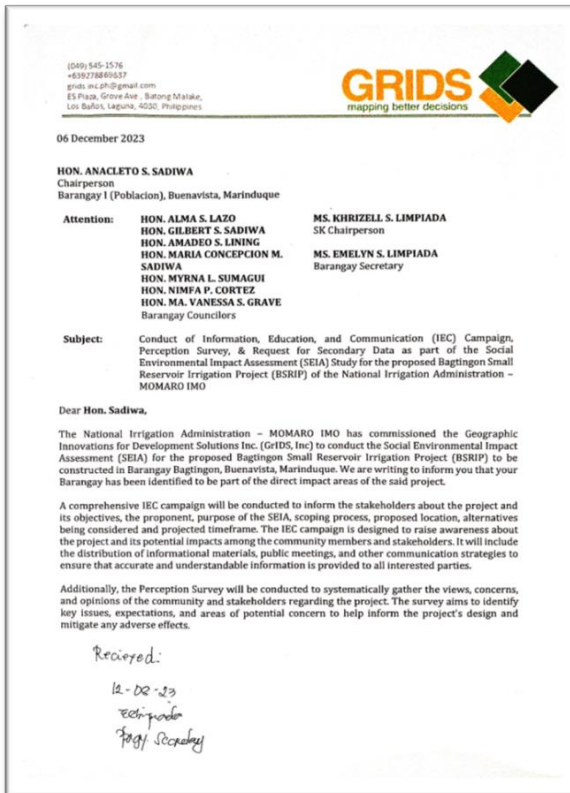 (049) 545-1576
+639278869637
grids.inc.ph@gmail.com
ES Plaza, Grove Ave., Batong Malake,
Los Baños, Laguna, 4030, Philippines
GRIDS
mapping better decisions
06 December 2023
HON. ANACLETO S. SADIWA
Chairperson
Barangay I (Poblacion), Buenavista, Marinduque
Attention: HON. ALMA S. LAZO MS. KHRIZELL S. LIMPIADA
HON. GILBERT S. SADIWA SK Chairperson
HON. AMADEO S. LINING
HON. MARIA CONCEPCION M. MS. EMELYN S. LIMPIADA
SADIWA Barangay Secretary
HON. MYRNA L. SUMAGUI
HON. NIMFA P. CORTEZ
HON. MA. VANESSA S. GRAVE
Barangay Councilors
Subject: Conduct of Information, Education, and Communication (IEC) Campaign,
Perception Survey, & Request for Secondary Data as part of the Social
Environmental Impact Assessment (SEIA) Study for the proposed Bagtingon Small
Reservoir Irrigation Project (BSRIP) of the National Irrigation Administration –
MOMARO IMO
Dear Hon. Sadiwa,
The National Irrigation Administration – MOMARO IMO has commissioned the Geographic
Innovations for Development Solutions Inc. (GrIDS, Inc) to conduct the Social Environmental Impact
Assessment (SEIA) for the proposed Bagtingon Small Reservoir Irrigation Project (BSRIP) to be
constructed in Barangay Bagtingon, Buenavista, Marinduque. We are writing to inform you that your
Barangay has been identified to be part of the direct impact areas of the said project.
A comprehensive IEC campaign will be conducted to inform the stakeholders about the project and
its objectives, the proponent, purpose of the SEIA, scoping process, proposed location, alternatives
being considered and projected timeframe. The IEC campaign is designed to raise awareness about
the project and its potential impacts among the community members and stakeholders. It will include
the distribution of informational materials, public meetings, and other communication strategies to
ensure that accurate and understandable information is provided to all interested parties.
Additionally, the Perception Survey will be conducted to systematically gather the views, concerns,
and opinions of the community and stakeholders regarding the project. The survey aims to identify
key issues, expectations, and areas of potential concern to help inform the project's design and
mitigate any adverse effects.
Recieved:
12-02-23
Secretary